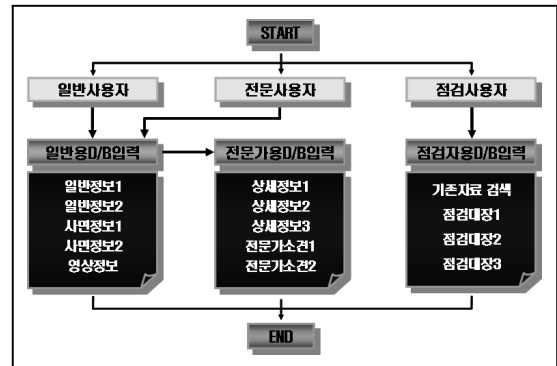 START
일반사용자
전문사용자
점검사용자
일반용D/B입력
전문가용D/B입력
점검자용D/B입력
일반정보1
일반정보2
사면정보1
사면정보2
영상정보
상세정보1
상세정보2
상세정보3
전문가소견1
전문가소견2
기존자료 검색
점검대장1
점검대장2
점검대장3
END